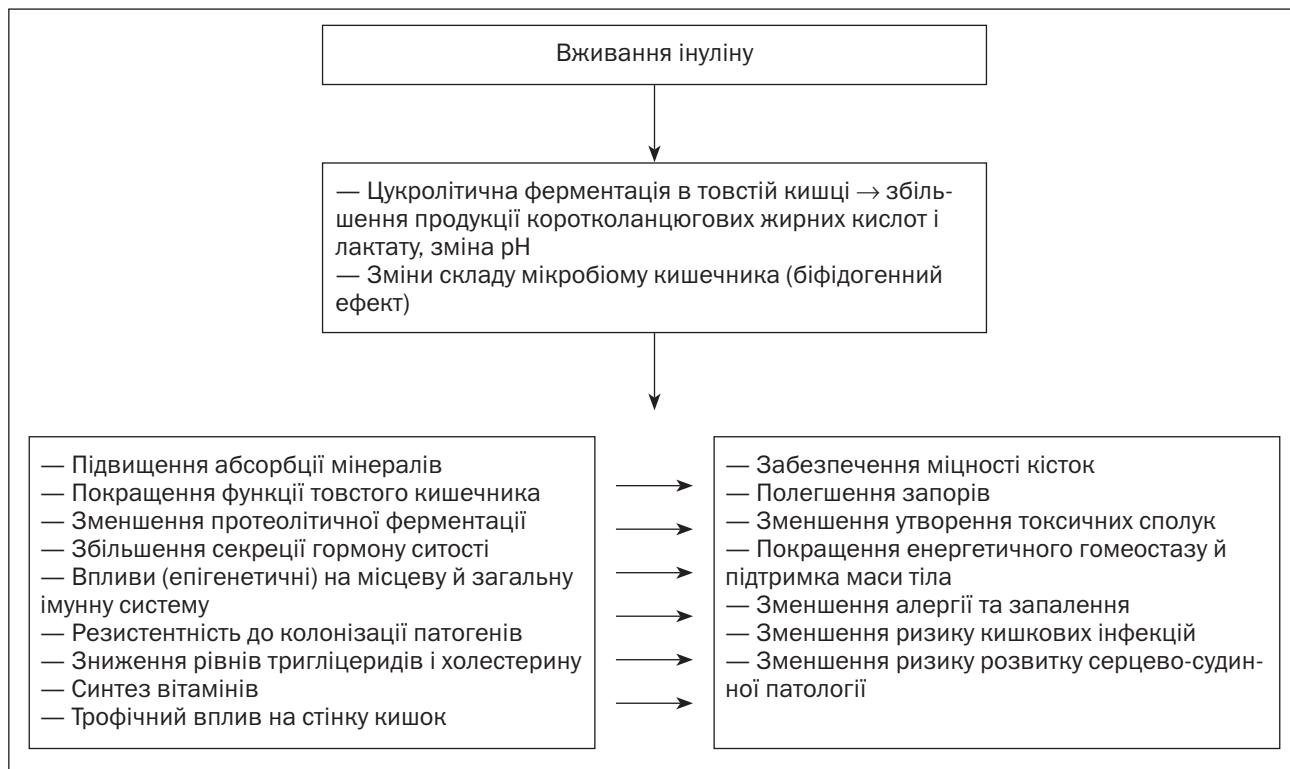 Вживання інуліну
— Цукролітична ферментація в товстій кишці → збіль-
шення продукції коротколанцюгових жирних кислот і
лактату, зміна pH
— Зміни складу мікробіому кишечника (біфідогенний
ефект)
— Підвищення абсорбції мінералів
— Покращення функції товстого кишечника
— Зменшення протеолітичної ферментації
— Збільшення секреції гормону ситості
— Впливи (епігенетичні) на місцеву й загальну
імунну систему
— Резистентність до колонізації патогенів
— Зниження рівнів тригліцеридів і холестерину
— Синтез вітамінів
— Трофічний вплив на стінку кишок
— Забезпечення міцності кісток
— Полегшення запорів
— Зменшення утворення токсичних сполук
— Покращення енергетичного гомеостазу й
підтримка маси тіла
— Зменшення алергії та запалення
— Зменшення ризику кишкових інфекцій
— Зменшення ризику розвитку серцево-судин-
ної патології